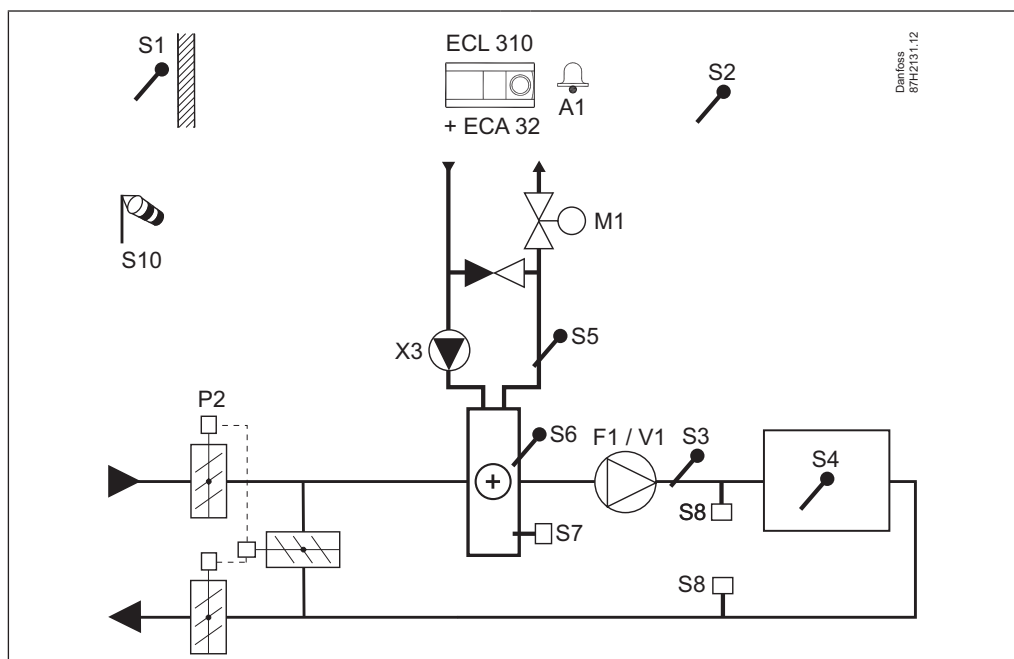 S1
ECL 310
A1
+ ECA 32
S2
Danfoss
87H2131.12
S10
M1
X3
S5
P2
S6
F1 / V1
S3
S4
S8
S7
S8